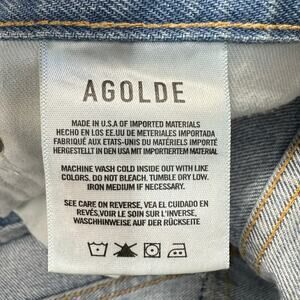 AGOLDE
MADE IN U.S.A OF IMPORTED MATERIALS
HECHO EN LOS EE.UU DE METERIALES IMPORTADA
FABRIQUÉ AUX ETATS-UNIS DU MATÉRIELS IMPORTÉ
HERGESTELLT IN DEN USA MIT IMPORTIERTEM MATERIAL
MACHINE WASH COLD INSIDE OUT WITH LIKE
COLORS. DO NOT BLEACH. TUMBLE DRY LOW.
IRON MEDIUM IF NECESSARY.
SEE CARE ON REVERSE, VEA EL CUIDADO EN
REVÉS,VOIR LE SOIN SUR L'INVERSE,
WASCHHINWEISE AUF DER RÜCKSEITE